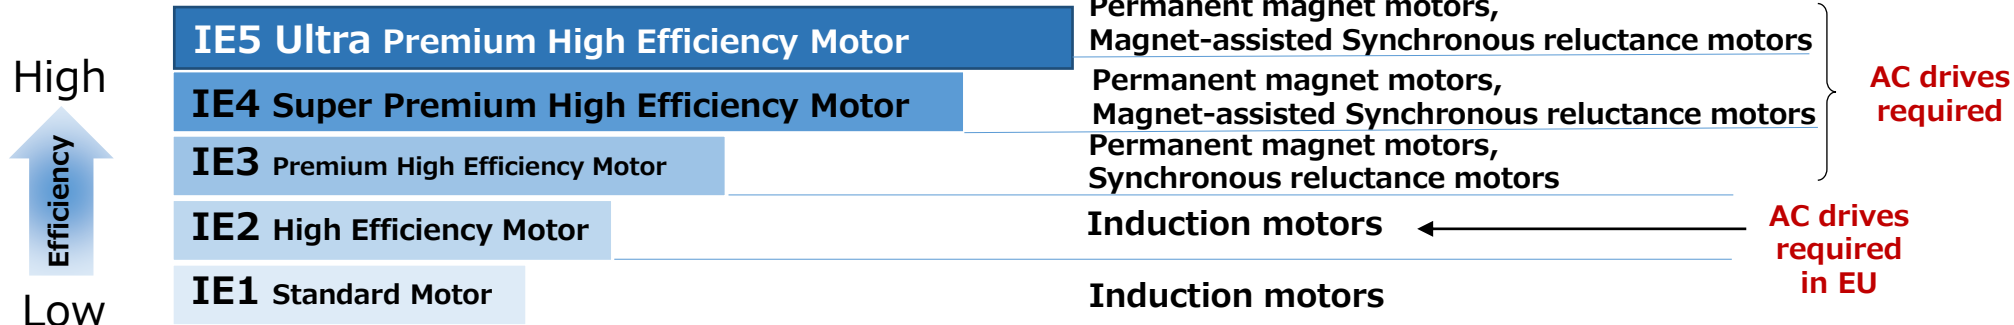 High
Efficiency
Low
IE5 Ultra Premium High Efficiency Motor
Permanent magnet motors,
Magnet-assisted Synchronous reluctance motors
IE4 Super Premium High Efficiency Motor
Permanent magnet motors,
Magnet-assisted Synchronous reluctance motors
IE3 Premium High Efficiency Motor
Permanent magnet motors,
Synchronous reluctance motors
AC drives
required
IE2 High Efficiency Motor
Induction motors
AC drives
required
in EU
IE1 Standard Motor
Induction motors